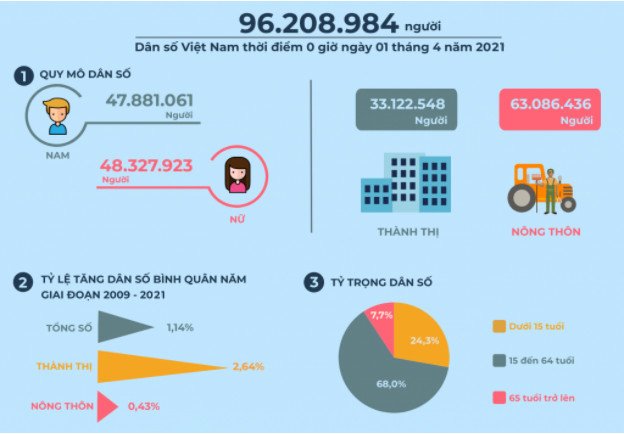 96.208.984 người
Dân số Việt Nam thời điểm 0 giờ ngày 01 tháng 4 năm 2021
1 QUY MÔ DÂN SỐ
47.881.061
Người
NAM
48.327.923
Người
NỮ
33.122.548
Người
THÀNH THỊ
63.086.436
Người
NÔNG THÔN
2 TỶ LỆ TĂNG DÂN SỐ BÌNH QUÂN NĂM
GIAI ĐOẠN 2009 - 2021
TỔNG SỐ 1,14%
THÀNH THỊ 2,64%
NÔNG THÔN 0,43%
3 TỶ TRỌNG DÂN SỐ
7,7%
24,3%
68,0%
Dưới 15 tuổi
15 đến 64 tuổi
65 tuổi trở lên